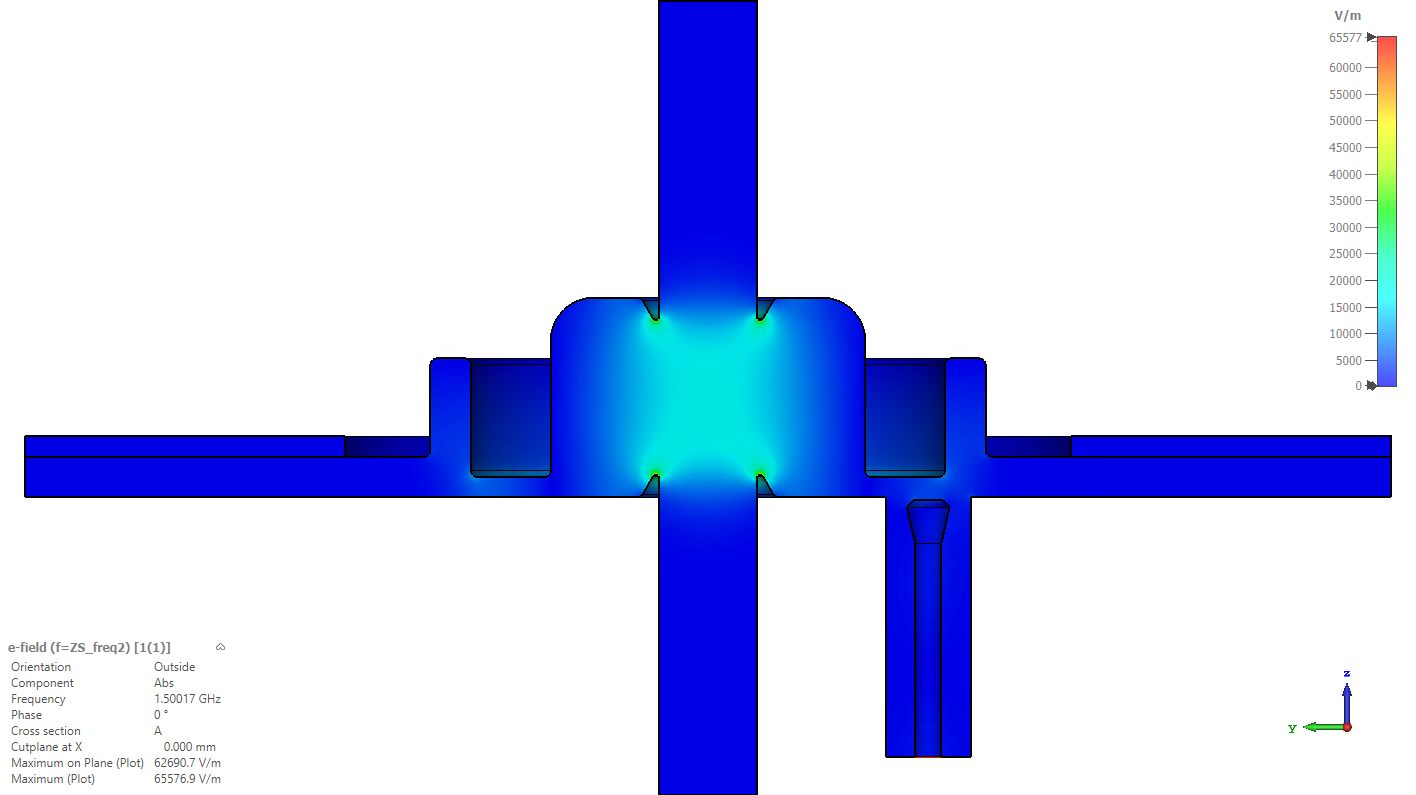 V/m
65577
60000
55000
50000
45000
40000
35000
30000
25000
20000
15000
10000
5000
0
e-field (f=ZS_freq2) [1(1)]
Orientation Outside
Component Abs
Frequency 1.50017 GHz
Phase 0 °
Cross section A
Cutplane at X 0.000 mm
Maximum on Plane (Plot) 62690.7 V/m
Maximum (Plot) 65576.9 V/m
z
y